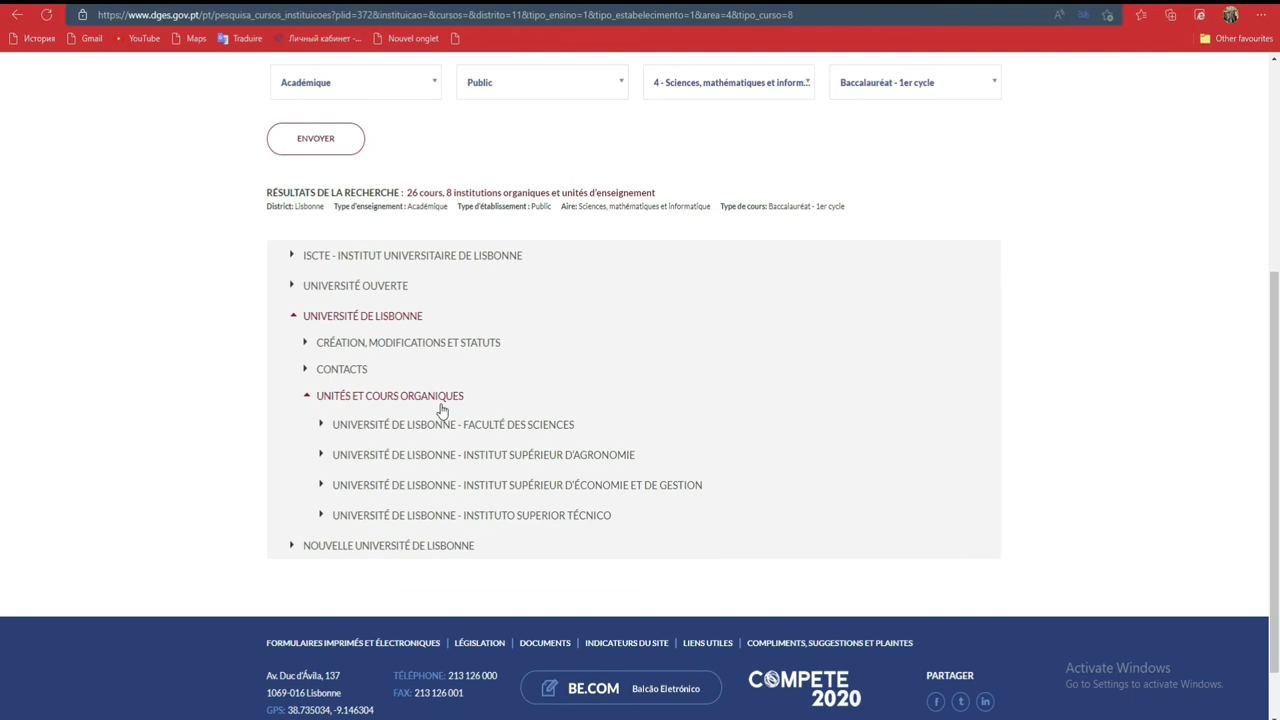 https://www.dges.gov.pt/pt/pesquisa_cursos_instituicoes?plid=372&instituicao=&cursos=&distrito=11&tipo_ensino=1&tipo_estabelecimento=1&area=4&tipo_curso=8
История Gmail YouTube Maps Traduire Личный кабинет -... Nouvel onglet Other favourites
Académique Public 4 - Sciences, mathématiques et inform... Baccalauréat - 1er cycle
ENVOYER
RÉSULTATS DE LA RECHERCHE : 26 cours, 8 institutions organiques et unités d'enseignement
District: Lisbonne Type d'enseignement : Académique Type d'établissement : Public Aire: Sciences, mathématiques et informatique Type de cours: Baccalauréat - 1er cycle
ISCTE - INSTITUT UNIVERSITAIRE DE LISBONNE
UNIVERSITÉ OUVERTE
UNIVERSITÉ DE LISBONNE
CRÉATION, MODIFICATIONS ET STATUTS
CONTACTS
UNITÉS ET COURS ORGANIQUES
UNIVERSITÉ DE LISBONNE - FACULTÉ DES SCIENCES
UNIVERSITÉ DE LISBONNE - INSTITUT SUPÉRIEUR D'AGRONOMIE
UNIVERSITÉ DE LISBONNE - INSTITUT SUPÉRIEUR D'ÉCONOMIE ET DE GESTION
UNIVERSITÉ DE LISBONNE - INSTITUTO SUPERIOR TÉCNICO
NOUVELLE UNIVERSITÉ DE LISBONNE
FORMULAIRES IMPRIMÉS ET ÉLECTRONIQUES | LÉGISLATION | DOCUMENTS | INDICATEURS DU SITE | LIENS UTILES | COMPLIMENTS, SUGGESTIONS ET PLAINTES
Av. Duc d'Ávila, 137
1069-016 Lisbonne
GPS: 38.735034, -9.146304
TÉLÉPHONE: 213 126 000
FAX: 213 126 001
BE.COM Balcão Eletrónico
COMPETE
2020
PARTAGER
f t in
Activate Windows
Go to Settings to activate Windows.